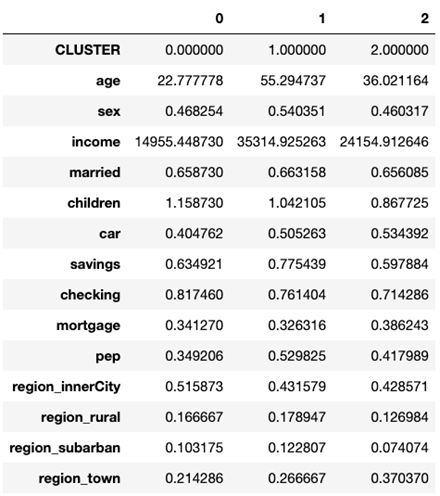 0 1 2
CLUSTER 0.000000 1.000000 2.000000
age 22.777778 55.294737 36.021164
sex 0.468254 0.540351 0.460317
income 14955.448730 35314.925263 24154.912646
married 0.658730 0.663158 0.656085
children 1.158730 1.042105 0.867725
car 0.404762 0.505263 0.534392
savings 0.634921 0.775439 0.597884
checking 0.817460 0.761404 0.714286
mortgage 0.341270 0.326316 0.386243
pep 0.349206 0.529825 0.417989
region_innerCity 0.515873 0.431579 0.428571
region_rural 0.166667 0.178947 0.126984
region_subarban 0.103175 0.122807 0.074074
region_town 0.214286 0.266667 0.370370